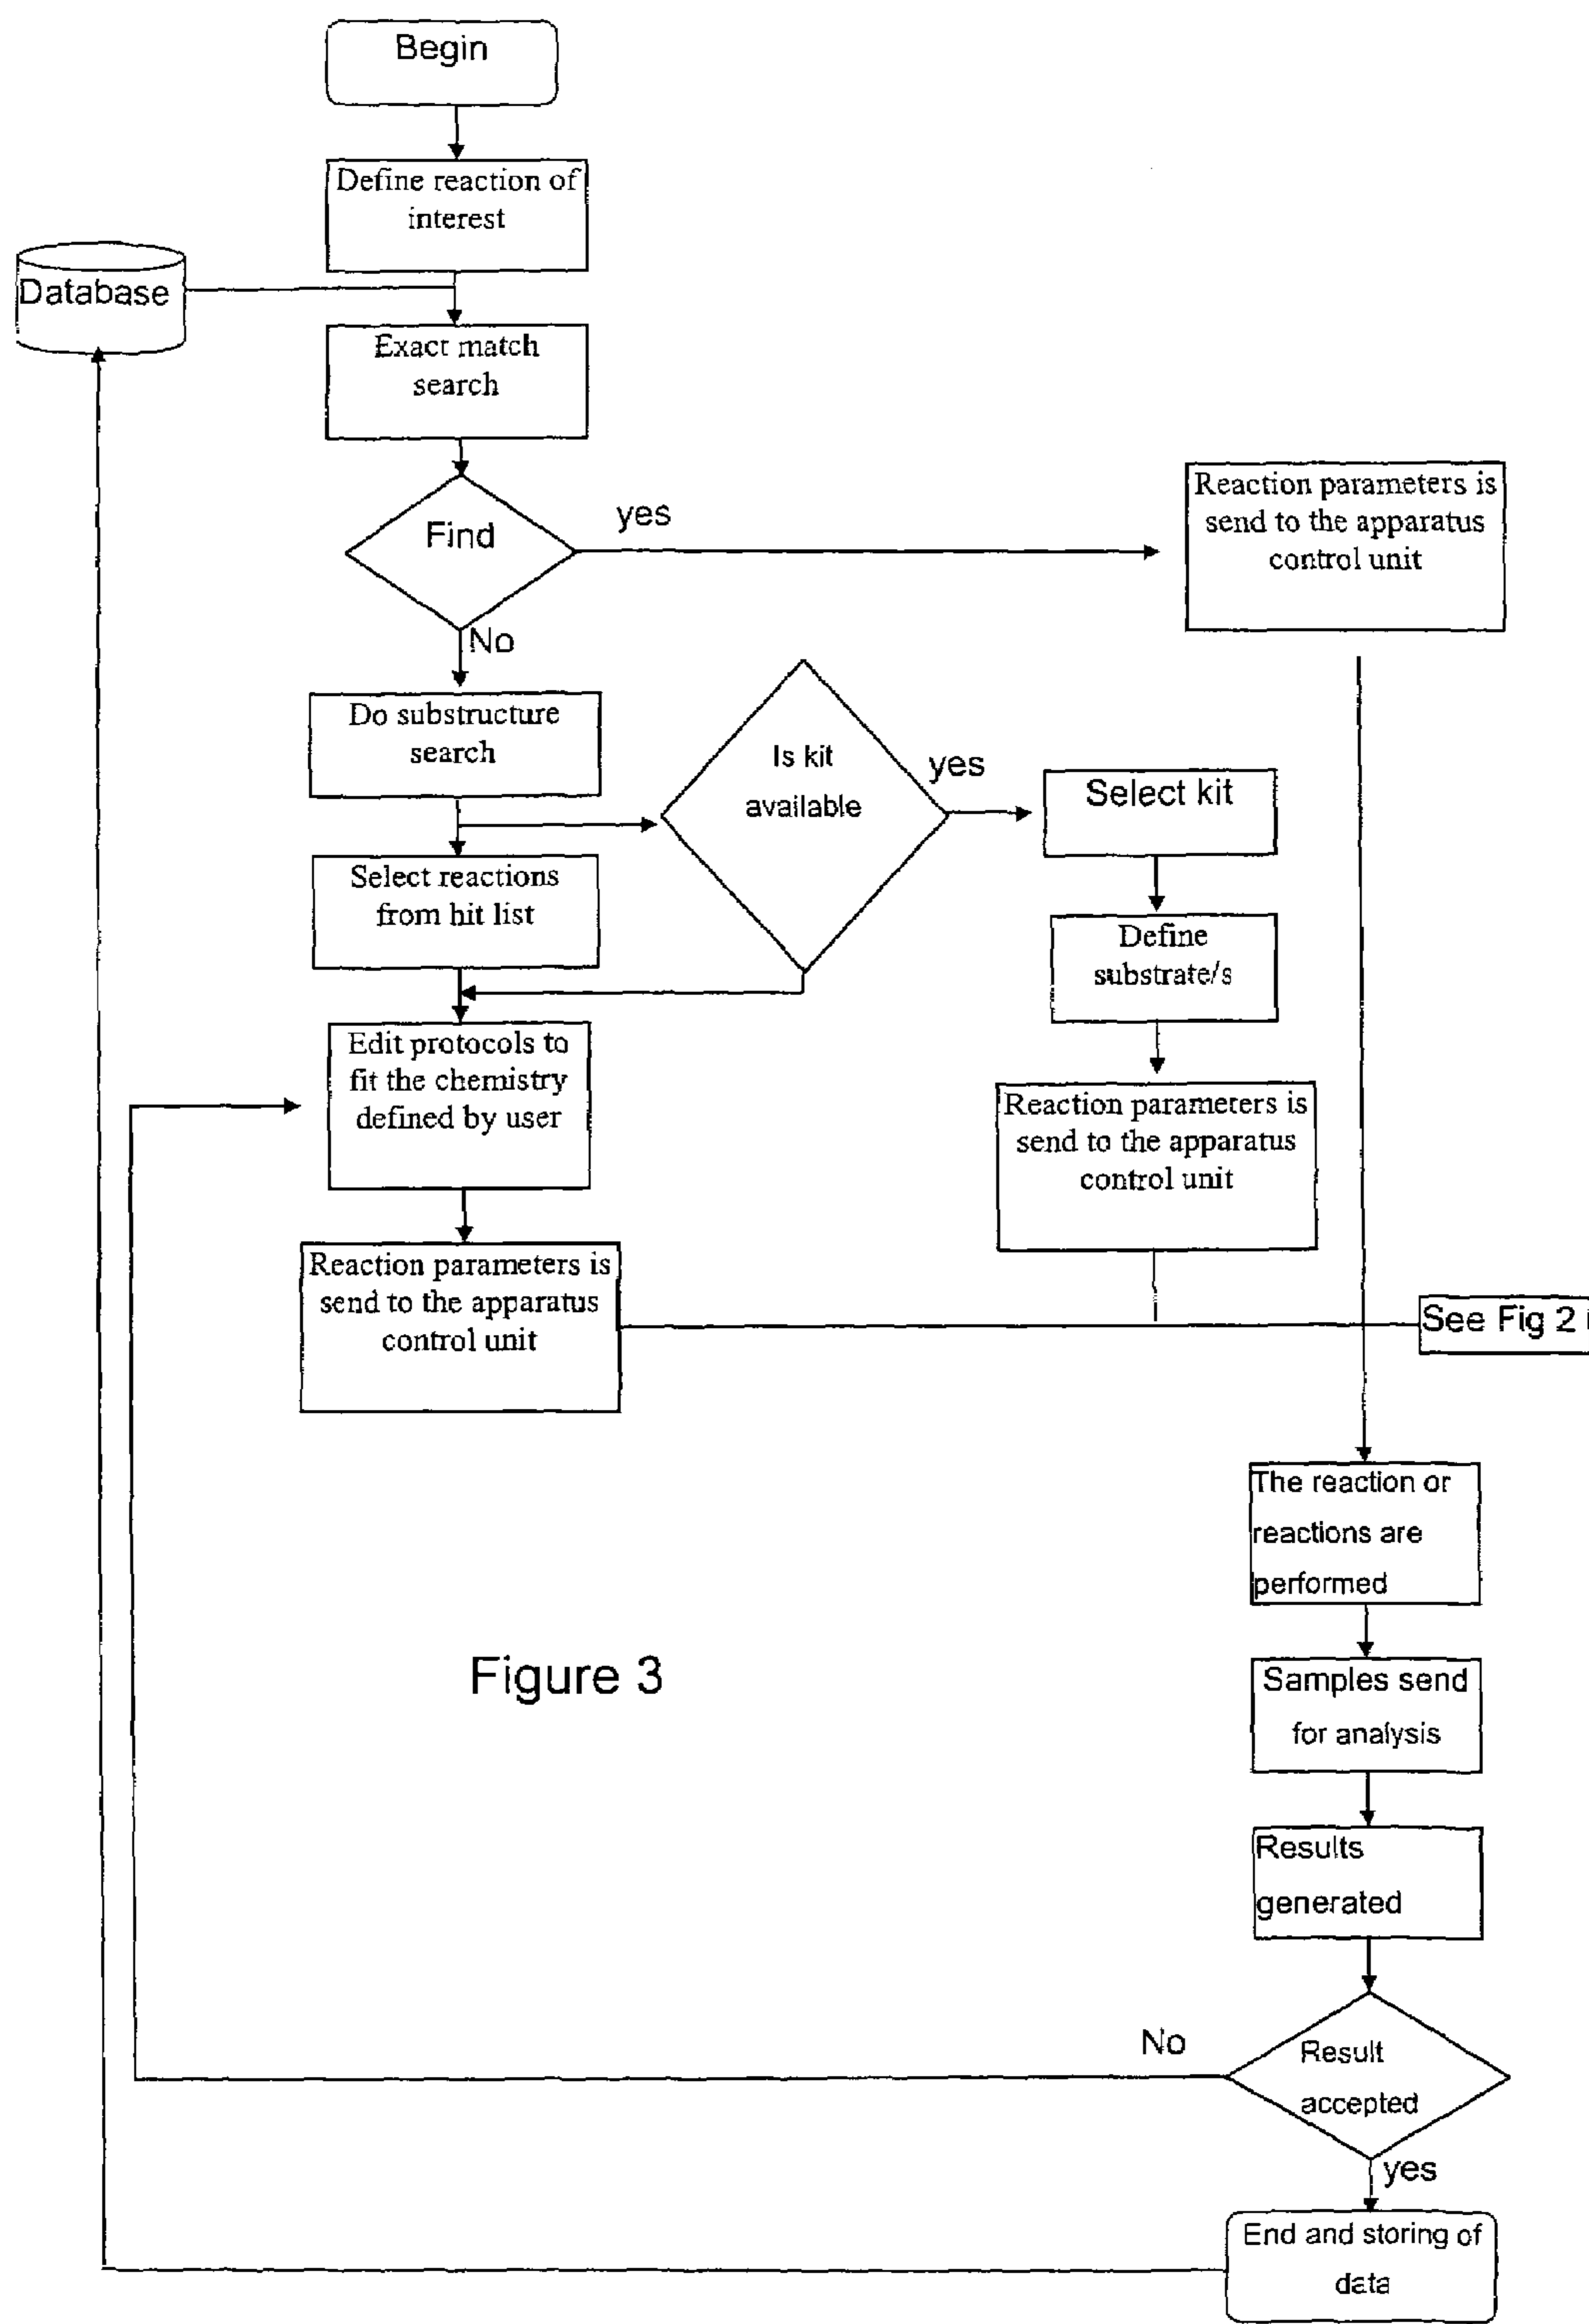 Begin
Define reaction of
interest
Database
Exact match
search
Find
yes
Reaction parameters is
send to the apparatus
control unit
No
Do substructure
search
Is kit
available
yes
Select kit
Select reactions
from hit list
Define
substrate/s
Edit protocols to
fit the chemistry
defined by user
Reaction parameters is
send to the apparatus
control unit
Reaction parameters is
send to the apparatus
control unit
See Fig 2
The reaction or
reactions are
performed
Figure 3
Samples send
for analysis
Results
generated
No
Result
accepted
yes
End and storing of
data